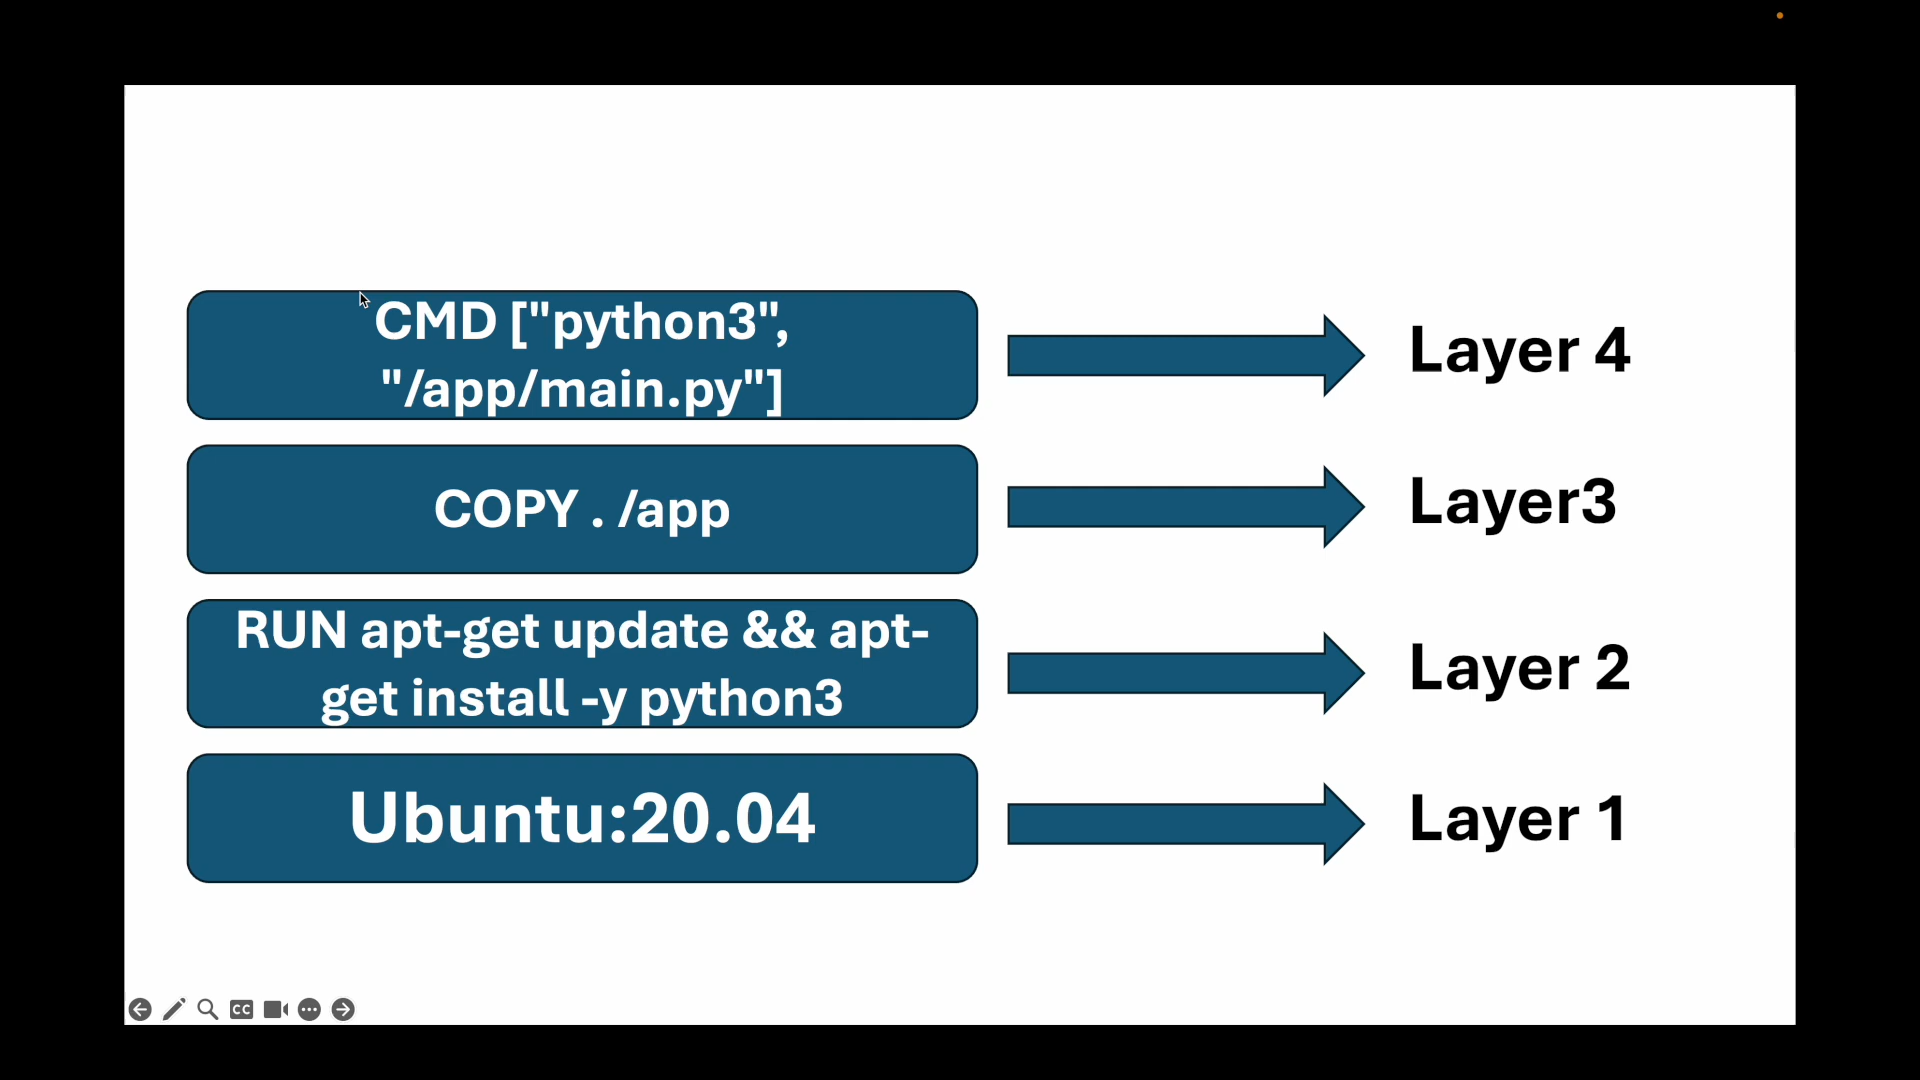 CMD ["python3",
"/app/main.py"]
Layer 4
COPY . /app
Layer3
RUN apt-get update && apt-
get install -y python3
Layer 2
Ubuntu:20.04
Layer 1
CC